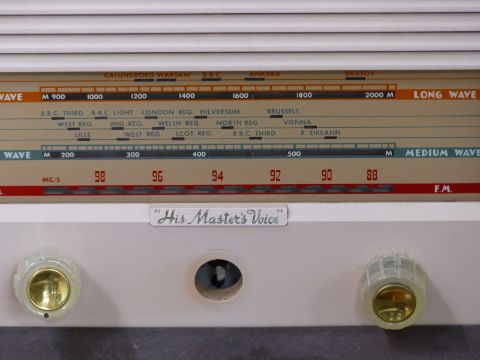 KALUNDBORG WARSAW B.B.C ANKARA BRASOV
WAVE M 900 1000 1200 1400 1600 1800 2000 M LONG WAVE
B.B.C THIRD B.B.C LIGHT LONDON REG. HILVERSUM BRUSSELS
WEST REG. MID. REG. WELSH REG. NORTH REG. VIENNA
LILLE WEST REG. SCOT. REG. B.B.C THIRD R. EIREANN
WAVE M 200 300 400 500 M MEDIUM WAVE
MC/S 98 96 94 92 90 88
M. F.M.
"His Master's Voice"